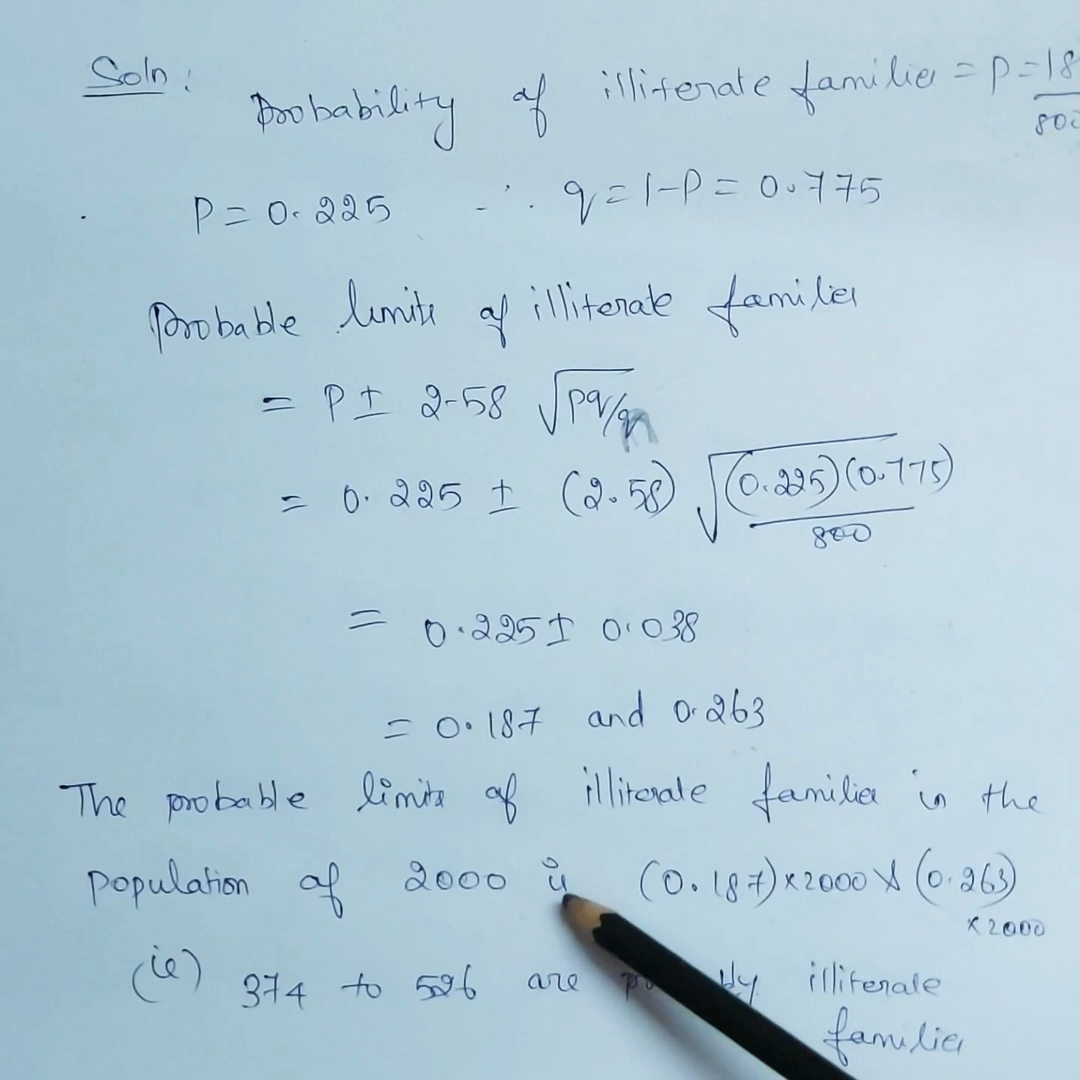 Soln:
Probability of illiterate families = P = 18
800
P = 0.225 ∴ q = 1-P = 0.775
Probable limits of illiterate families
= P ± 2.58 √pq/n
= 0.225 ± (2.58) √(0.225)(0.775)
800
= 0.225 ± 0.038
= 0.187 and 0.263
The probable limits of illiterate families in the
population of 2000 is (0.187)×2000 & (0.263)
×2000
(ie) 374 to 526 are illiterate
families